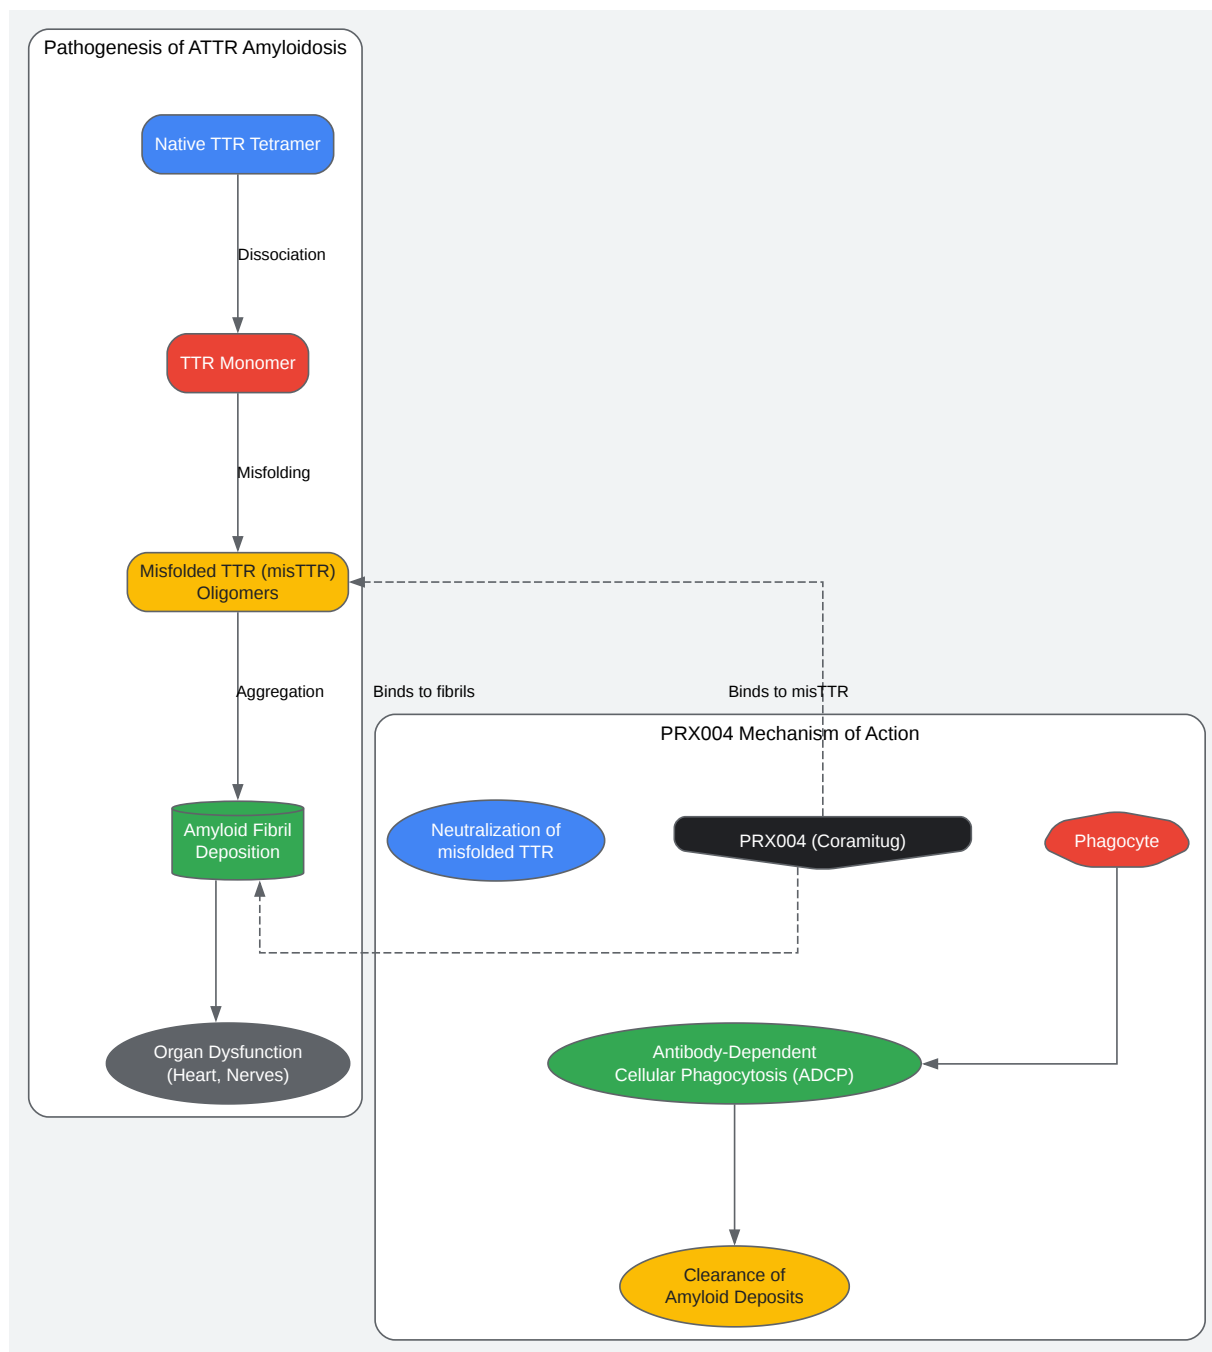 Pathogenesis of ATTR Amyloidosis
Native TTR Tetramer
Dissociation
TTR Monomer
Misfolding
Misfolded TTR (misTTR)
Oligomers
Aggregation
Binds to fibrils
Binds to misTTR
PRX004 Mechanism of Action
Amyloid Fibril
Deposition
Neutralization of
misfolded TTR
PRX004 (Coramitug)
Phagocyte
Organ Dysfunction
(Heart, Nerves)
Antibody-Dependent
Cellular Phagocytosis (ADCP)
Clearance of
Amyloid Deposits